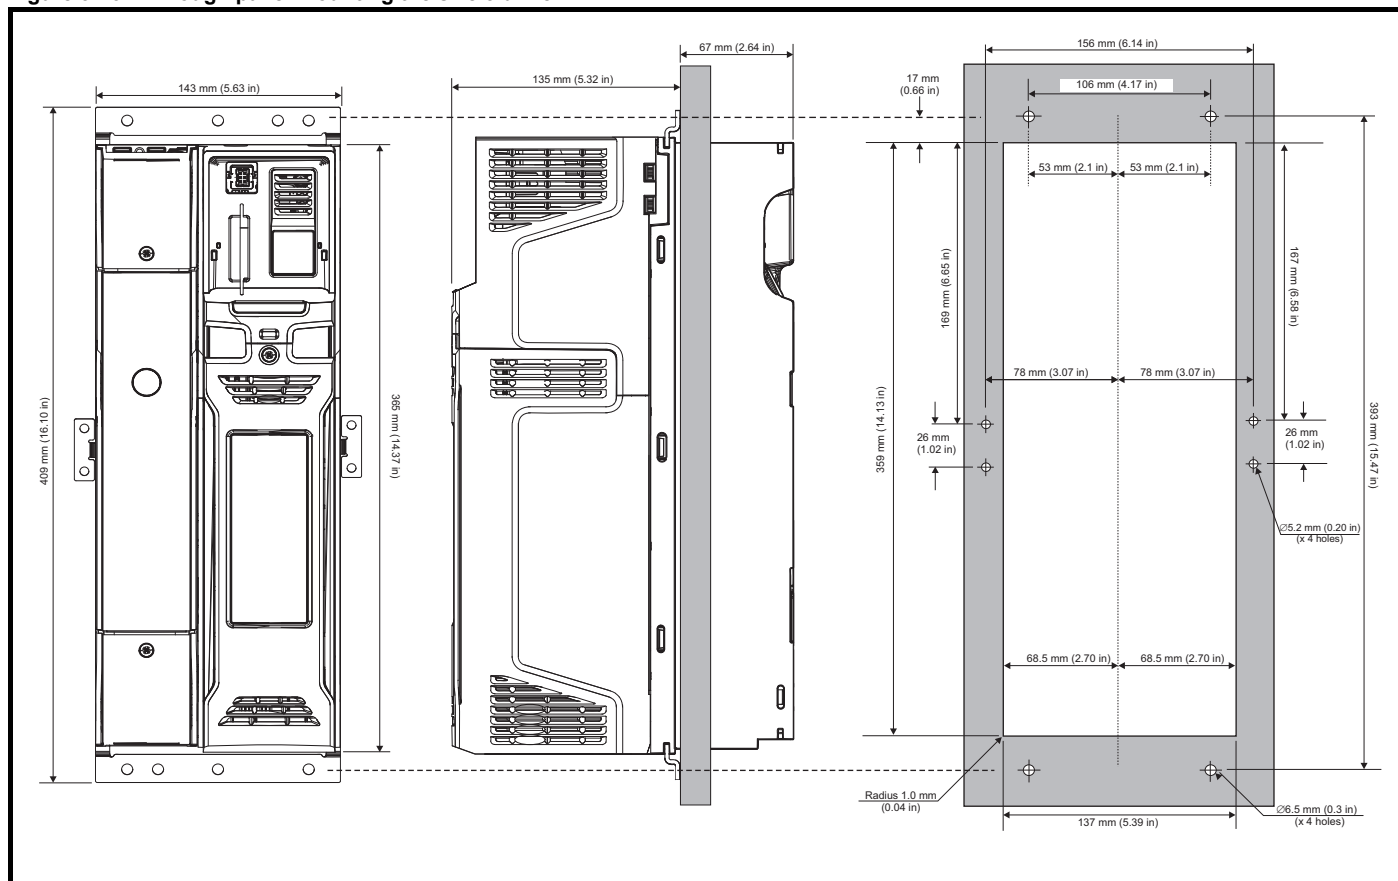 143 mm (5.63 in)
409 mm (16.10 in)
365 mm (14.37 in)
135 mm (5.32 in)
67 mm (2.64 in)
17 mm
(0.66 in)
156 mm (6.14 in)
106 mm (4.17 in)
53 mm (2.1 in)
53 mm (2.1 in)
169 mm (6.65 in)
167 mm
(6.58 in)
78 mm (3.07 in)
78 mm (3.07 in)
359 mm (14.13 in)
26 mm
(1.02 in)
26 mm
(1.02 in)
393 mm (15.47 in)
∅5.2 mm (0.20 in)
(x 4 holes)
68.5 mm (2.70 in)
68.5 mm (2.70 in)
Radius 1.0 mm
(0.04 in)
137 mm (5.39 in)
∅6.5 mm (0.3 in)
(x 4 holes)